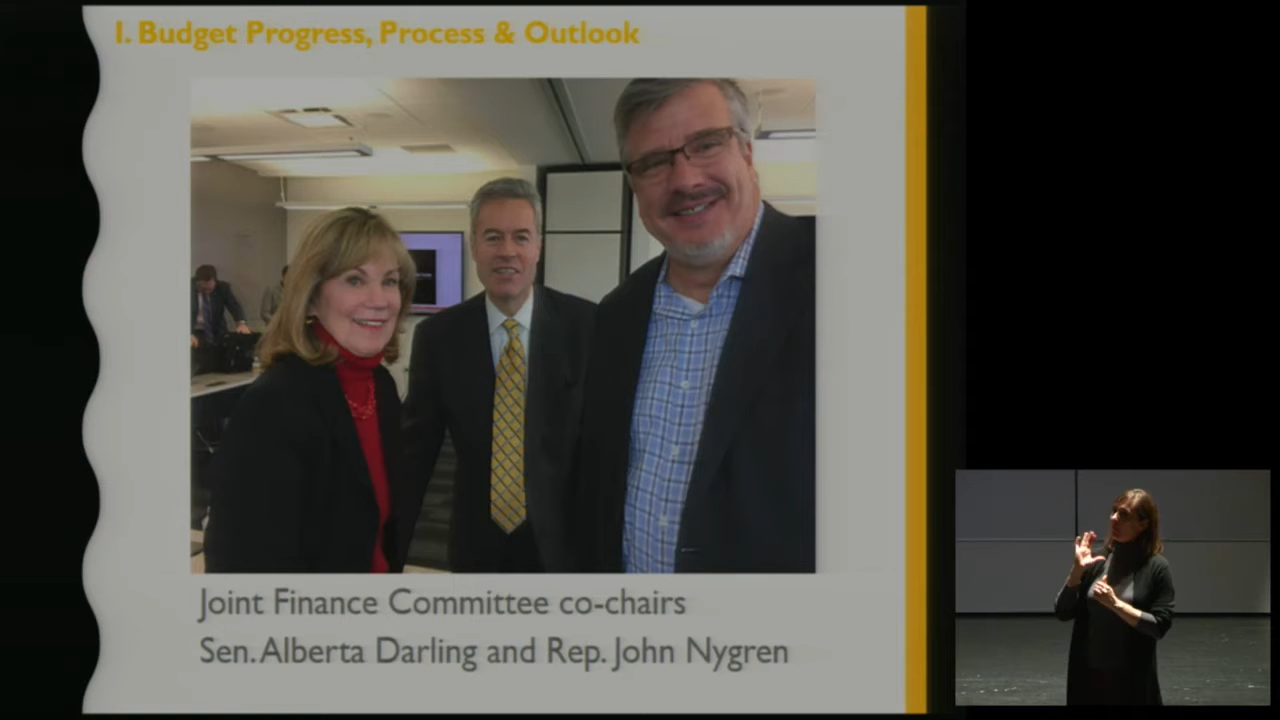 I. Budget Progress, Process & Outlook
Joint Finance Committee co-chairs
Sen. Alberta Darling and Rep. John Nygren